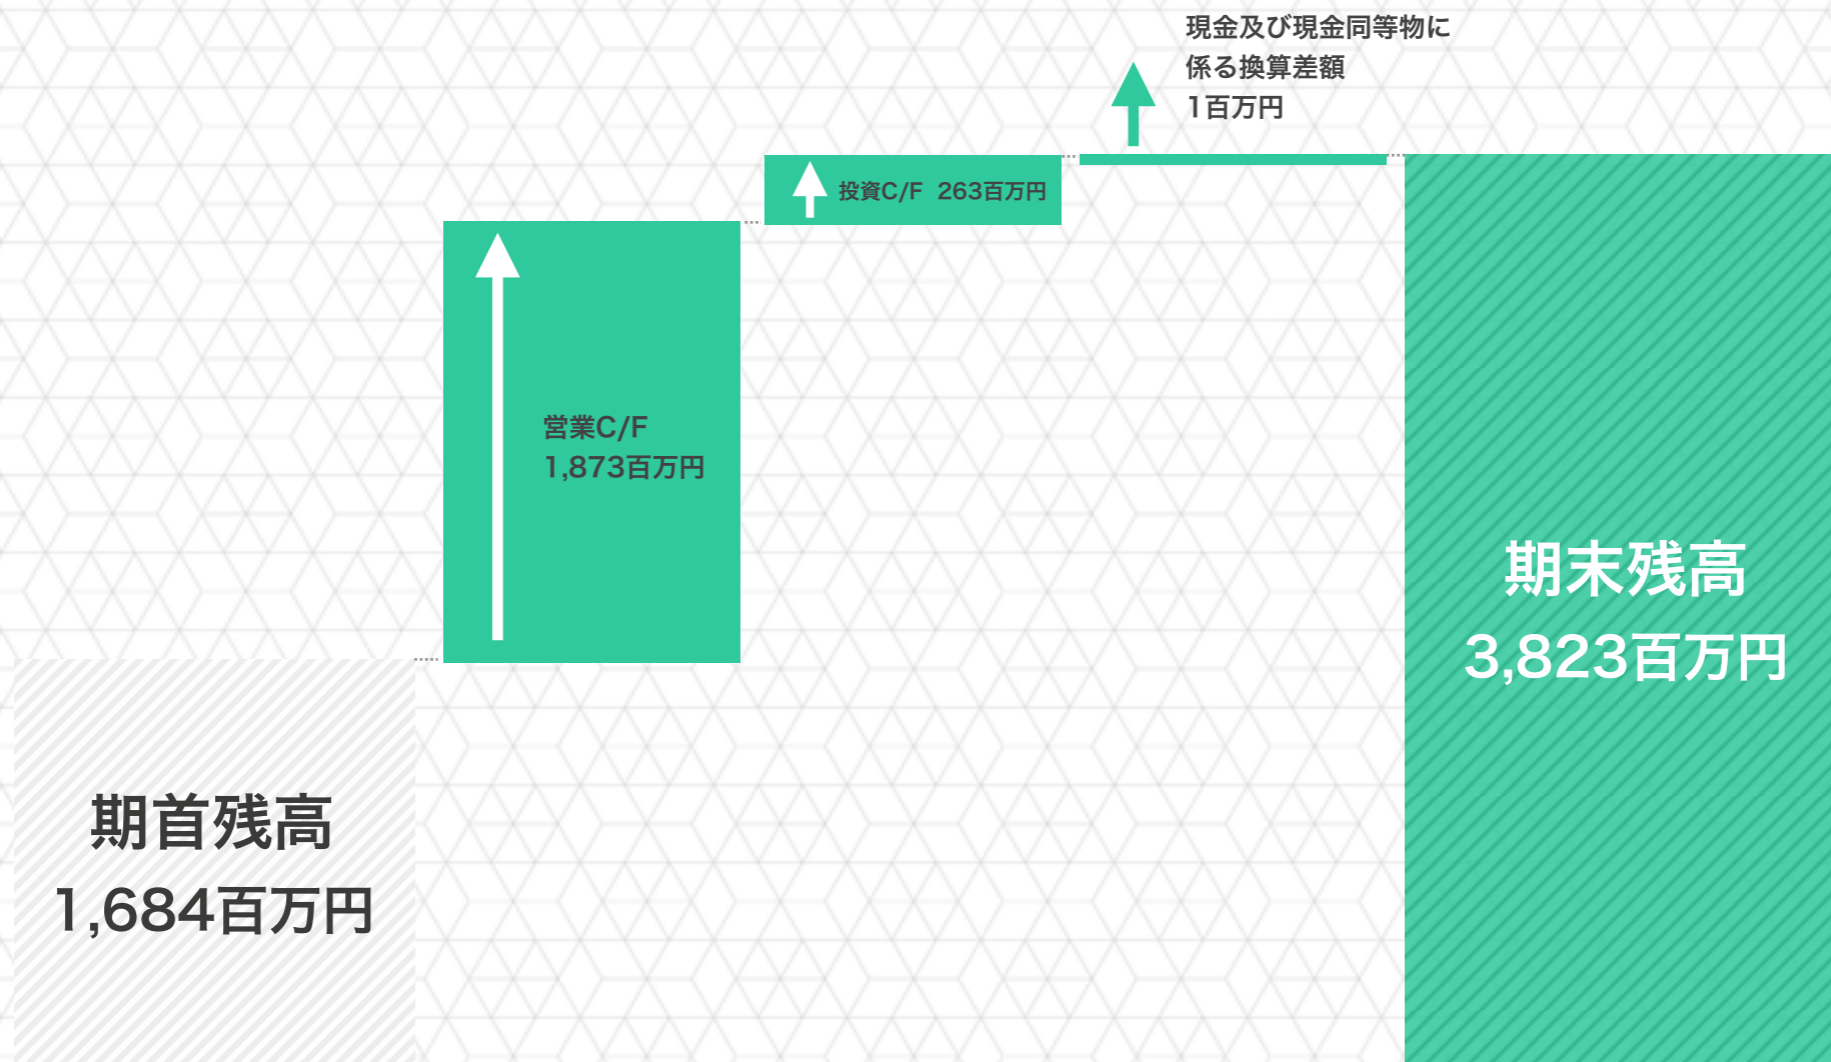 現金及び現金同等物に
係る換算差額
1百万円
投資C/F 263百万円
営業C/F
1,873百万円
期末残高
3,823百万円
期首残高
1,684百万円